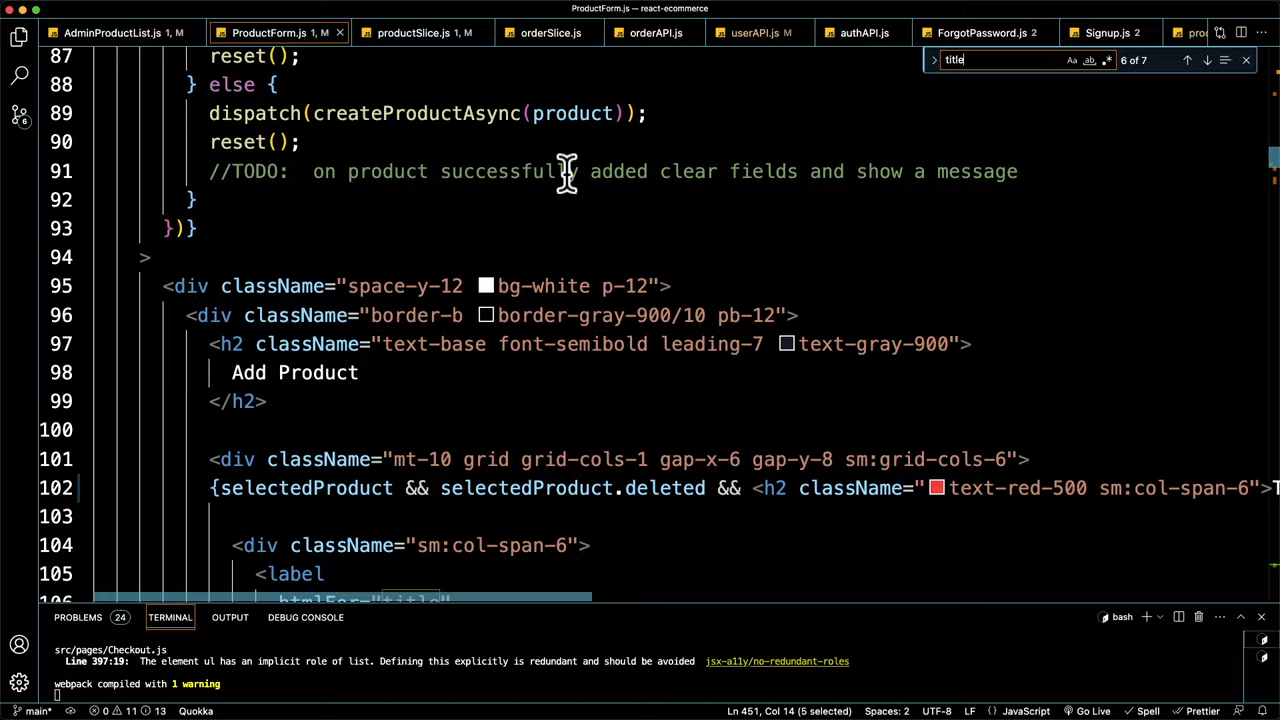 ProductForm.js — react-ecommerce
AdminProductList.js 1, M
ProductForm.js 1, M
productSlice.js 1, M
orderSlice.js
orderAPI.js
userAPI.js M
authAPI.js
ForgotPassword.js 2
Signup.js 2
title
Aa ab 6 of 7
87 reset();
88 } else {
89 dispatch(createProductAsync(product));
90 reset();
91 //TODO:  on product successfully added clear fields and show a message
92 }
93 })}
94 >
95 <div className="space-y-12 bg-white p-12">
96 <div className="border-b border-gray-900/10 pb-12">
97 <h2 className="text-base font-semibold leading-7 text-gray-900">
98 Add Product
99 </h2>
100
101 <div className="mt-10 grid grid-cols-1 gap-x-6 gap-y-8 sm:grid-cols-6">
102 {selectedProduct && selectedProduct.deleted && <h2 className="text-red-500 sm:col-span-6">T
103
104 <div className="sm:col-span-6">
105 <label
106 htmlFor="title"
PROBLEMS 24 TERMINAL OUTPUT DEBUG CONSOLE
bash
src/pages/Checkout.js
Line 397:19:  The element ul has an implicit role of list. Defining this explicitly is redundant and should be avoided  jsx-a11y/no-redundant-roles
webpack compiled with 1 warning
6
main* 0 11 13 Quokka
Ln 451, Col 14 (5 selected) Spaces: 2 UTF-8 LF {} JavaScript Go Live Spell Prettier